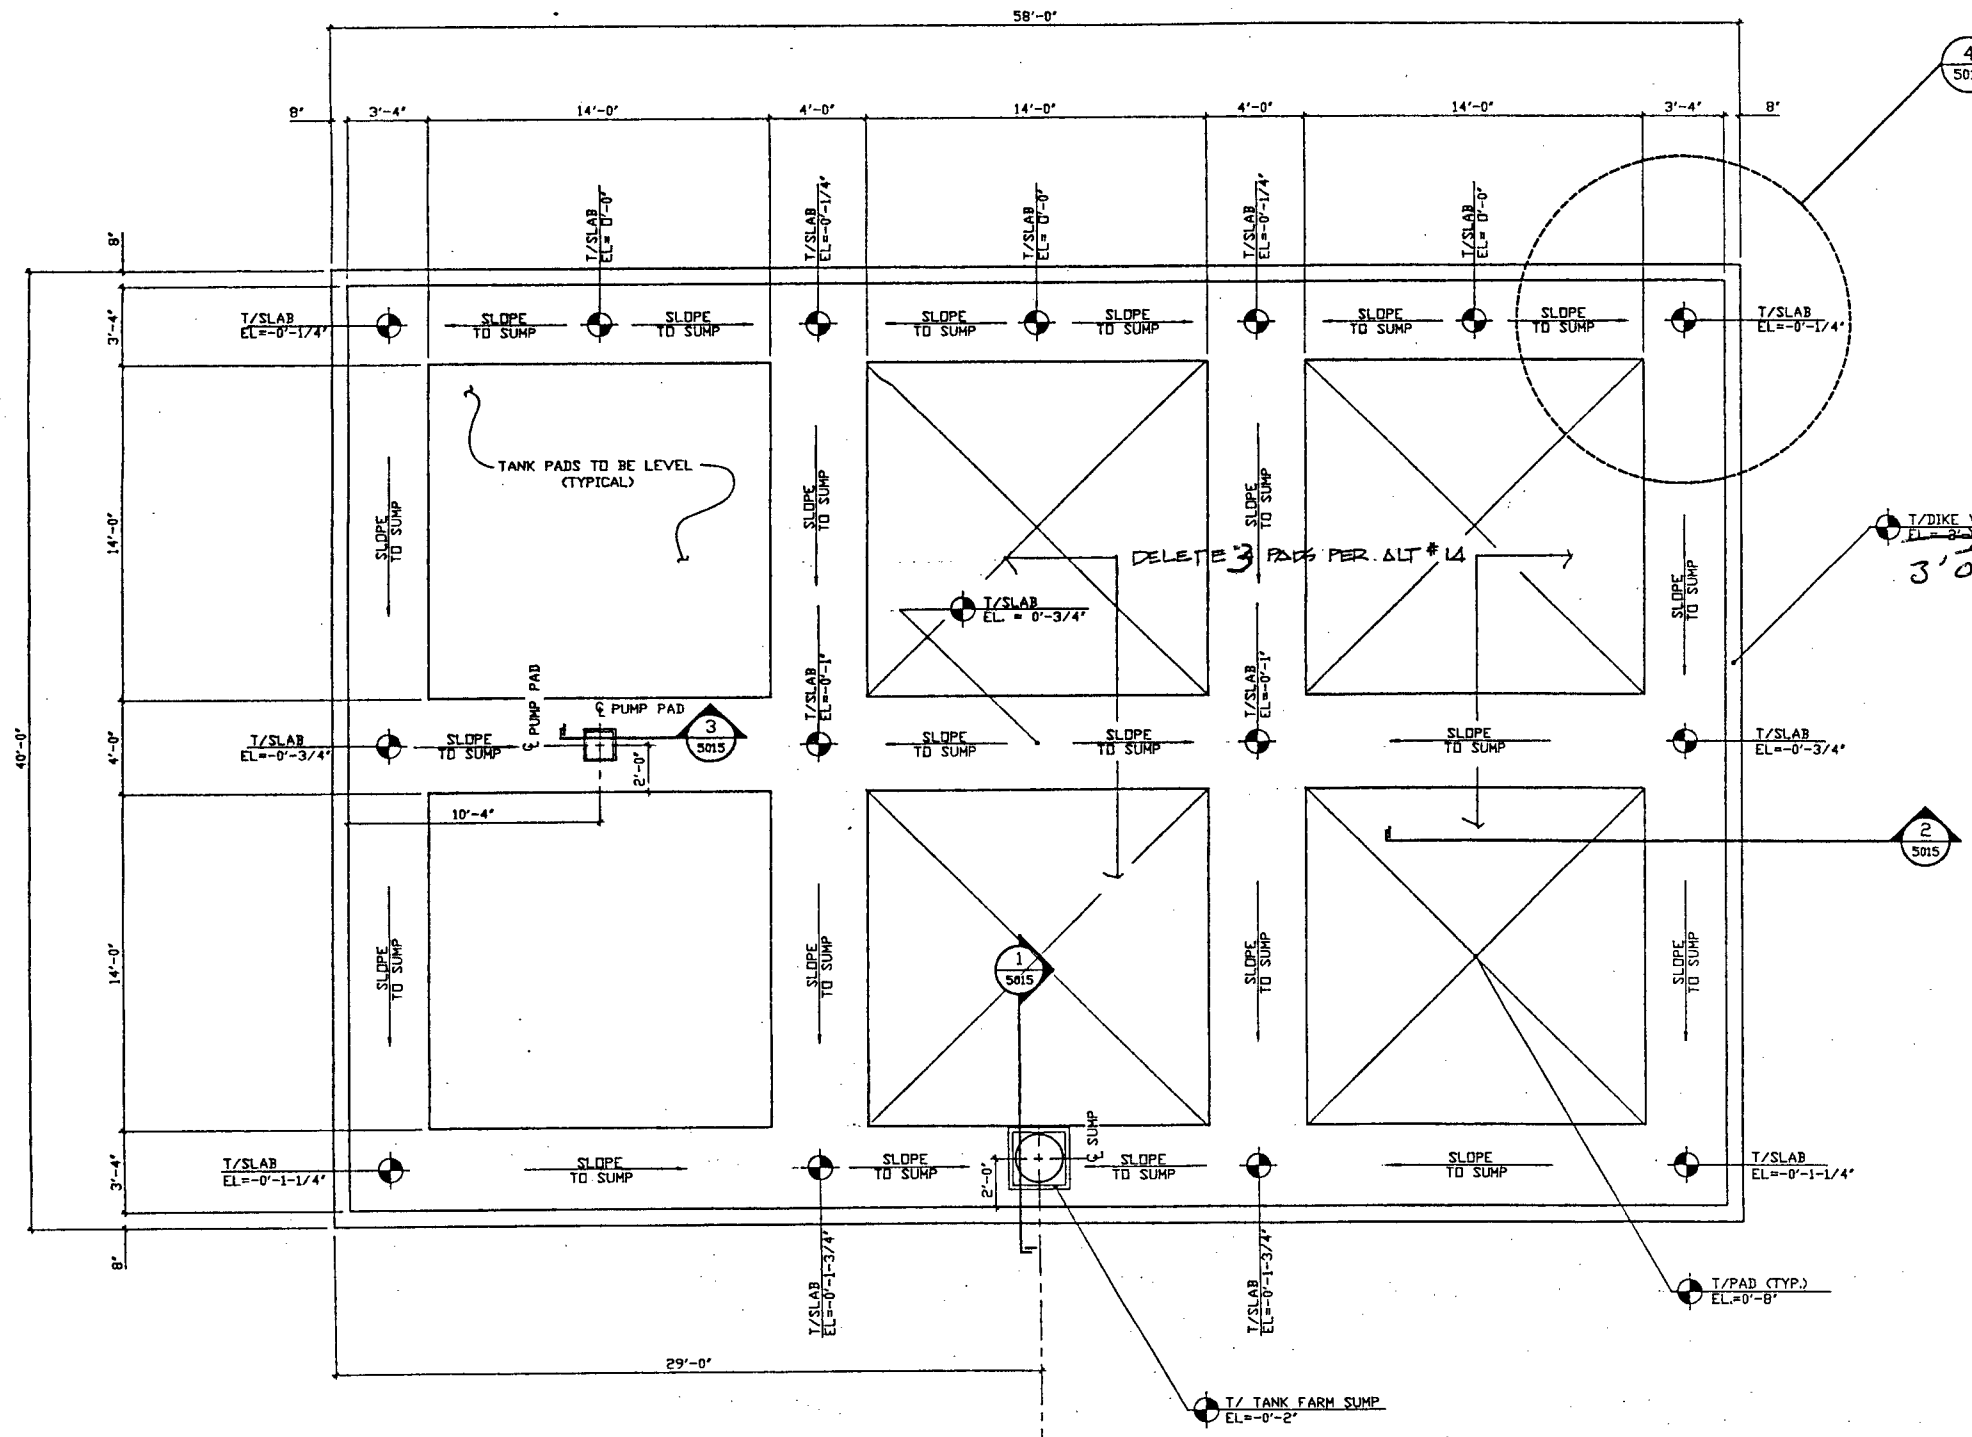 58'-0"
4
8"
3'-4"
14'-0"
4'-0"
14'-0"
4'-0"
14'-0"
3'-4"
8"
T/SLAB
EL= 0'-0"
T/SLAB
EL=-0'-1/4"
T/SLAB
EL= 0'-0"
T/SLAB
EL=-0'-1/4"
T/SLAB
EL= 0'-0"
8"
3'-4"
T/SLAB
EL=-0'-1/4"
SLOPE
TO SUMP
SLOPE
TO SUMP
SLOPE
TO SUMP
SLOPE
TO SUMP
SLOPE
TO SUMP
SLOPE
TO SUMP
T/SLAB
EL=-0'-1/4"
TANK PADS TO BE LEVEL
(TYPICAL)
14'-0"
SLOPE
TO SUMP
SLOPE
TO SUMP
SLOPE
TO SUMP
SLOPE
TO SUMP
T/DIKE
3'
DELETE 3 PADS PER. ALT #14
T/SLAB
EL. = 0'-3/4"
T/SLAB
EL=-0'-1"
T/SLAB
EL=-0'-1"
℄ PUMP PAD
℄ PUMP PAD
3
5015
40'-0"
4'-0"
T/SLAB
EL=-0'-3/4"
SLOPE
TO SUMP
2'-0"
SLOPE
TO SUMP
SLOPE
TO SUMP
SLOPE
TO SUMP
T/SLAB
EL=-0'-3/4"
10'-4"
2
5015
14'-0"
SLOPE
TO SUMP
SLOPE
TO SUMP
1
5015
SLOPE
TO SUMP
SLOPE
TO SUMP
3'-4"
T/SLAB
EL=-0'-1-1/4"
SLOPE
TO SUMP
SLOPE
TO SUMP
2'-0"
℄ SUMP
SLOPE
TO SUMP
SLOPE
TO SUMP
T/SLAB
EL=-0'-1-1/4"
8"
T/SLAB
EL=-0'-1-3/4"
T/SLAB
EL=-0'-1-3/4"
T/PAD (TYP.)
EL.=0'-8"
29'-0"
T/ TANK FARM SUMP
EL=-0'-2"